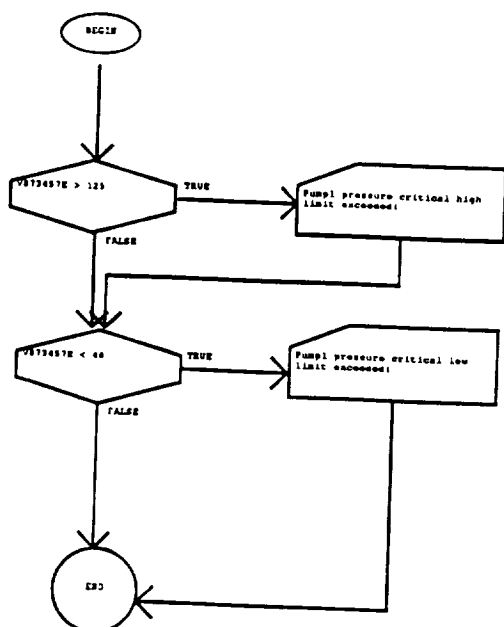 BEGIN
V873457E > 125
TRUE
Pump1 pressure critical high
limit exceeded!
FALSE
V873457E < 40
TRUE
Pump1 pressure critical low
limit exceeded!
FALSE
END